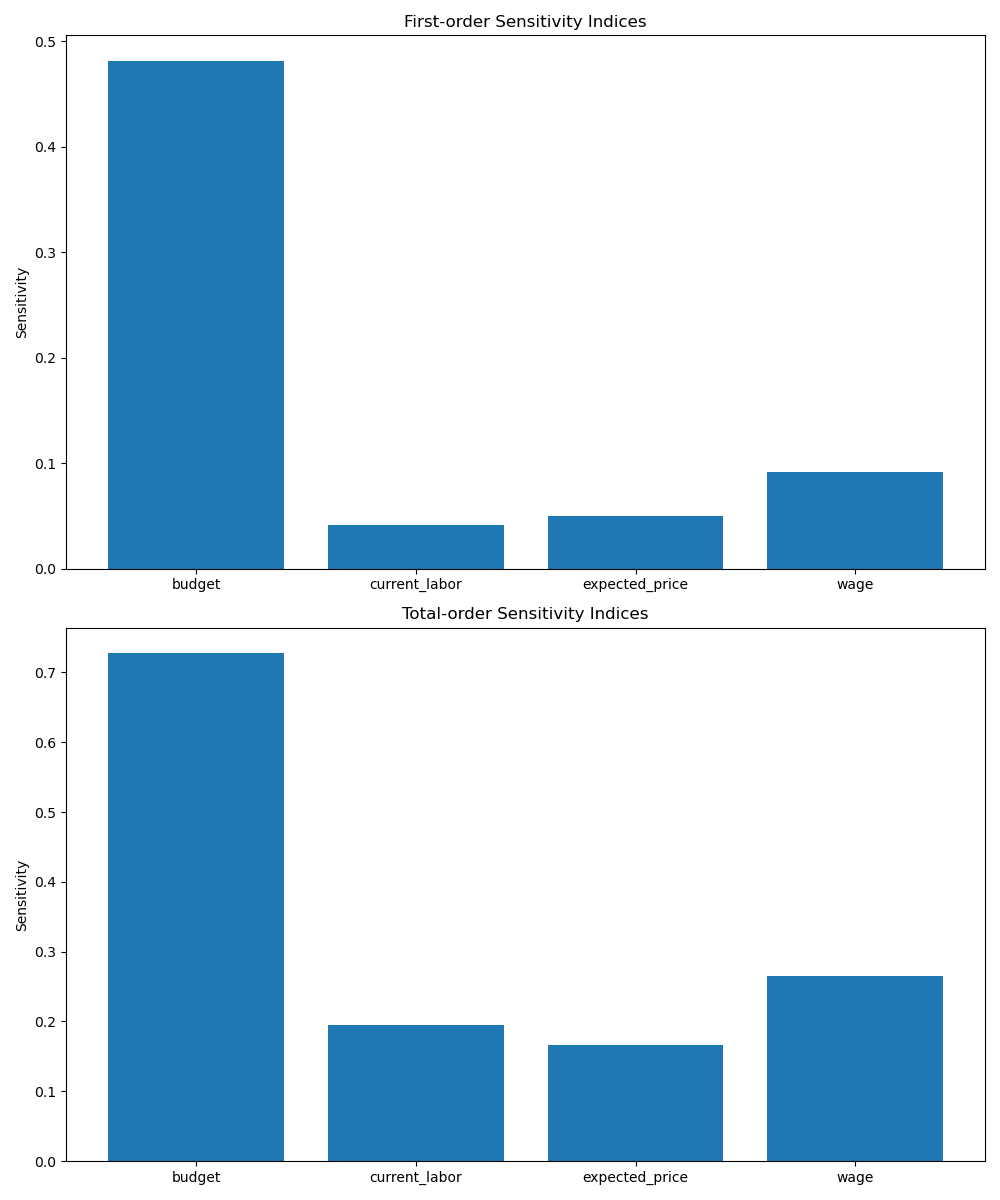 First-order Sensitivity Indices
0.5
0.4
0.3
0.2
0.1
0.0
Sensitivity
budget current_labor expected_price wage
Total-order Sensitivity Indices
0.7
0.6
0.5
0.4
0.3
0.2
0.1
0.0
Sensitivity
budget current_labor expected_price wage